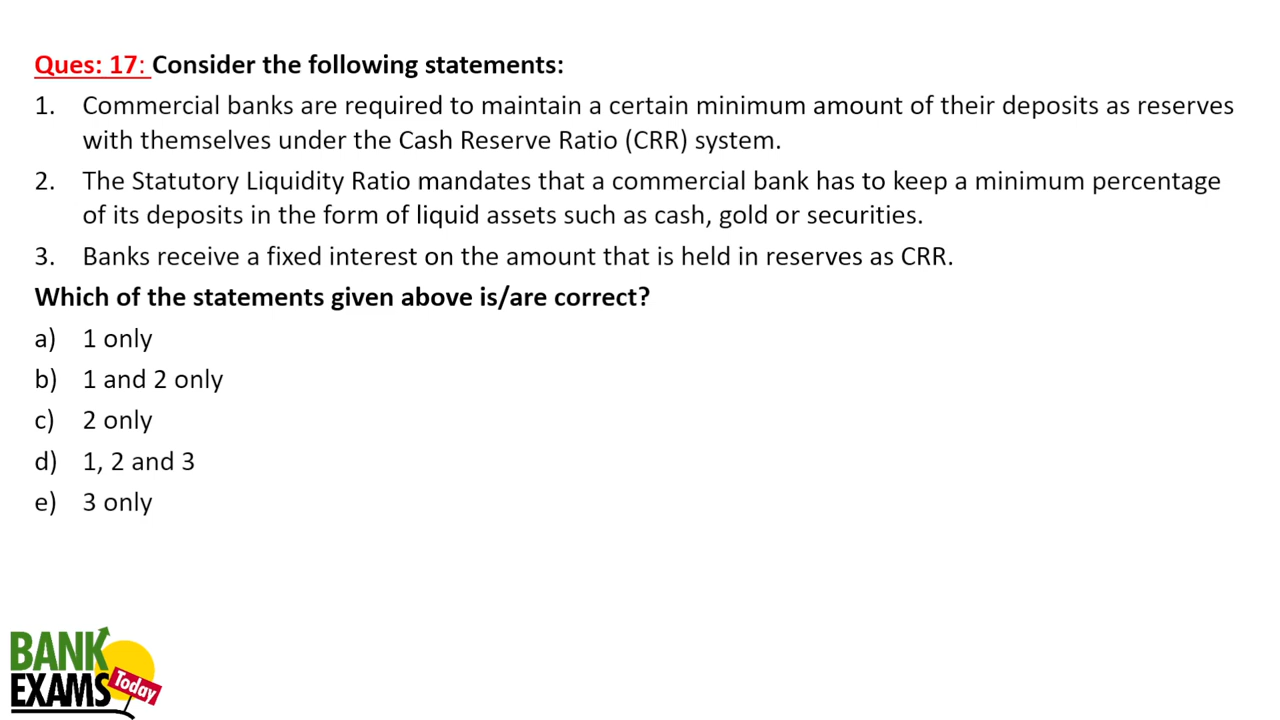 Ques: 17: Consider the following statements:
1. Commercial banks are required to maintain a certain minimum amount of their deposits as reserves
with themselves under the Cash Reserve Ratio (CRR) system.
2. The Statutory Liquidity Ratio mandates that a commercial bank has to keep a minimum percentage
of its deposits in the form of liquid assets such as cash, gold or securities.
3. Banks receive a fixed interest on the amount that is held in reserves as CRR.
Which of the statements given above is/are correct?
a) 1 only
b) 1 and 2 only
c) 2 only
d) 1, 2 and 3
e) 3 only
BANK
EXAMS Today